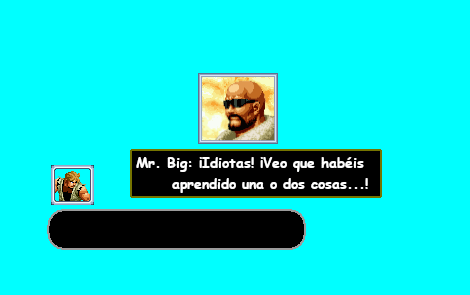 Mr. Big: ¡Idiotas! ¡Veo que habéis
aprendido una o dos cosas...!